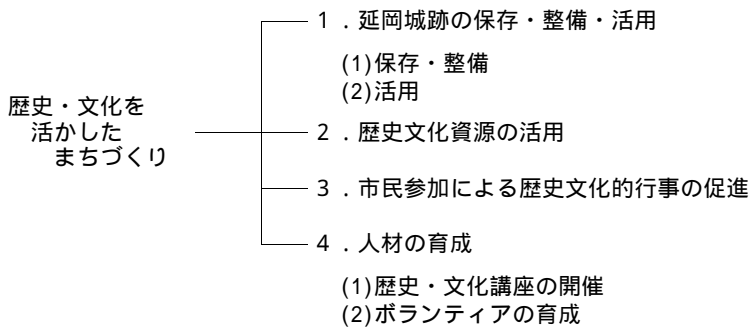 歴史・文化を
活かした
まちづくり
1．延岡城跡の保存・整備・活用
(1)保存・整備
(2)活用
2．歴史文化資源の活用
3．市民参加による歴史文化的行事の促進
4．人材の育成
(1)歴史・文化講座の開催
(2)ボランティアの育成